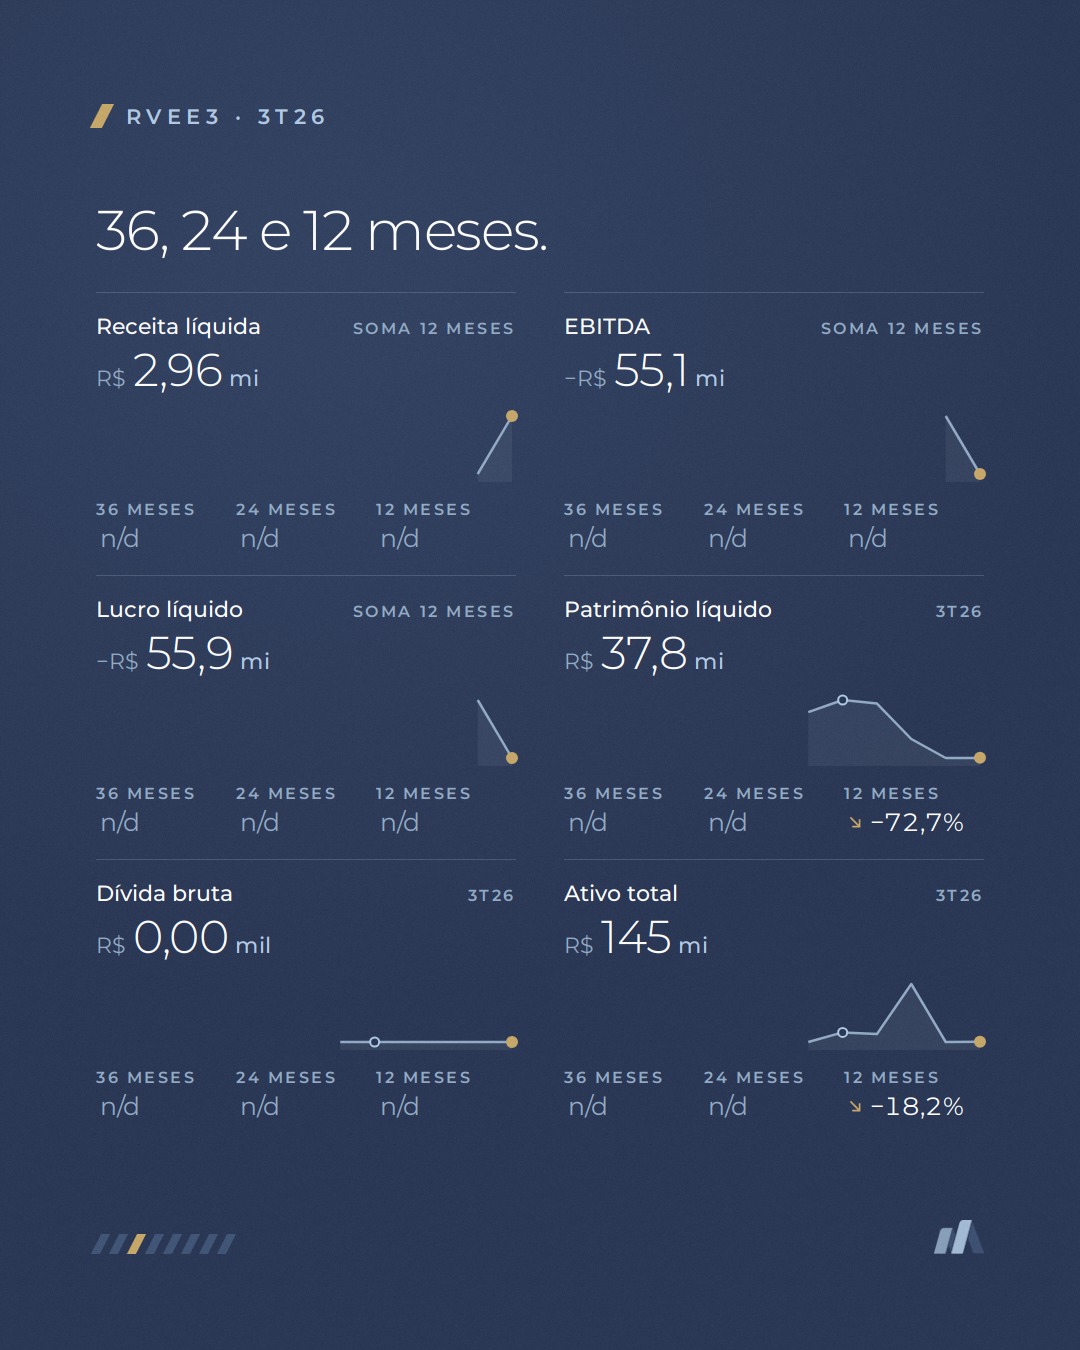 RVEE3 · 3T26
36, 24 e 12 meses.
Receita líquida SOMA 12 MESES
R$ 2,96 mi
36 MESES 24 MESES 12 MESES
n/d n/d n/d
EBITDA SOMA 12 MESES
−R$ 55,1 mi
36 MESES 24 MESES 12 MESES
n/d n/d n/d
Lucro líquido SOMA 12 MESES
−R$ 55,9 mi
36 MESES 24 MESES 12 MESES
n/d n/d n/d
Patrimônio líquido 3T26
R$ 37,8 mi
36 MESES 24 MESES 12 MESES
n/d n/d ↘ −72,7%
Dívida bruta 3T26
R$ 0,00 mil
36 MESES 24 MESES 12 MESES
n/d n/d n/d
Ativo total 3T26
R$ 145 mi
36 MESES 24 MESES 12 MESES
n/d n/d ↘ −18,2%